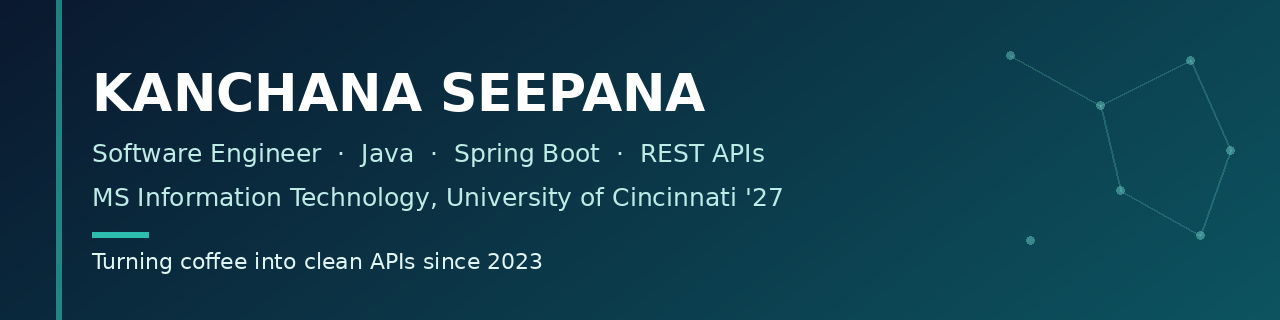 KANCHANA SEEPANA
Software Engineer · Java · Spring Boot · REST APIs
MS Information Technology, University of Cincinnati '27
Turning coffee into clean APIs since 2023